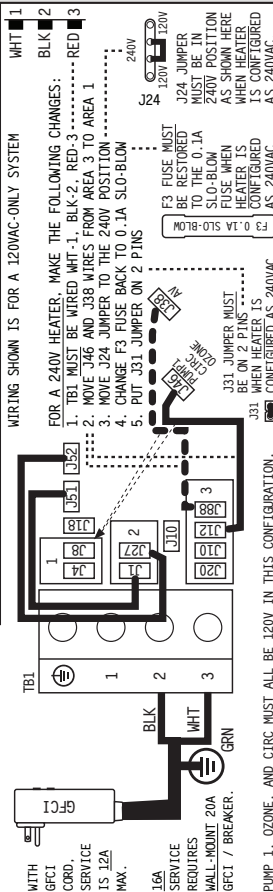 WIRING SHOWN IS FOR A 120VAC-ONLY SYSTEM
FOR A 240V HEATER, MAKE THE FOLLOWING CHANGES:
1. TB1 MUST BE WIRED WHT-1, BLK-2, RED-3
2. MOVE J46 AND J38 WIRES FROM AREA 3 TO AREA 1
3. MOVE J24 JUMPER TO THE 240V POSITION
4. CHANGE F3 FUSE BACK TO 0.1A SLO-BLOW
5. PUT J31 JUMPER ON 2 PINS
WHT 1
BLK 2
RED 3
240V
120V
120V
J24
J24 JUMPER
MUST BE IN
240V POSITION
AS SHOWN HERE
WHEN HEATER
IS CONFIGURED
AS 240VAC
F3 FUSE MUST
BE RESTORED
TO THE 0.1A
SLO-BLOW
FUSE WHEN
HEATER IS
CONFIGURED
AS 240VAC
F3 0.1A SLO-BLOW
J31 JUMPER MUST
BE ON 2 PINS
WHEN HEATER IS
CONFIGURED AS 240VAC
J31
J38
AV
J46
PUMP1
CIRC
OZONE
J52
J51
J18
1
J4
J8
2
J1
J27
J10
3
J20
J10
J12
J88
TB1
1
2
3
BLK
WHT
GRN
GFCI
WITH
GFCI
CORD,
SERVICE
IS 12A
MAX.
16A
SERVICE
REQUIRES
WALL-MOUNT 20A
GFCI / BREAKER.
PUMP 1, OZONE, AND CIRC MUST ALL BE 120V IN THIS CONFIGURATION.